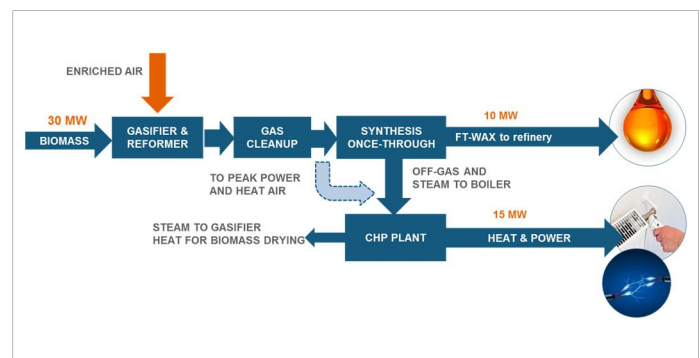 ENRICHED AIR
30 MW
BIOMASS
GASIFIER &
REFORMER
GAS
CLEANUP
SYNTHESIS
ONCE-THROUGH
10 MW
FT-WAX to refinery
TO PEAK POWER
AND HEAT AIR
OFF-GAS AND
STEAM TO BOILER
STEAM TO GASIFIER
HEAT FOR BIOMASS DRYING
CHP PLANT
15 MW
HEAT & POWER